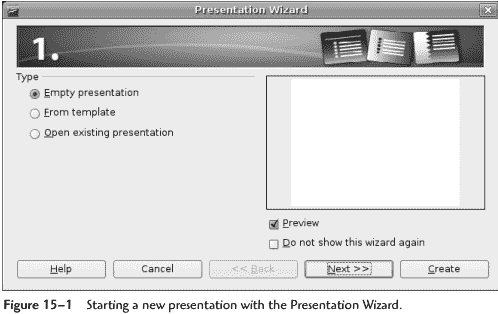 Presentation Wizard
1.
Type
Empty presentation
From template
Open existing presentation
Preview
Do not show this wizard again
Help
Cancel
<< Back
Next >>
Create
Figure 15–1 Starting a new presentation with the Presentation Wizard.